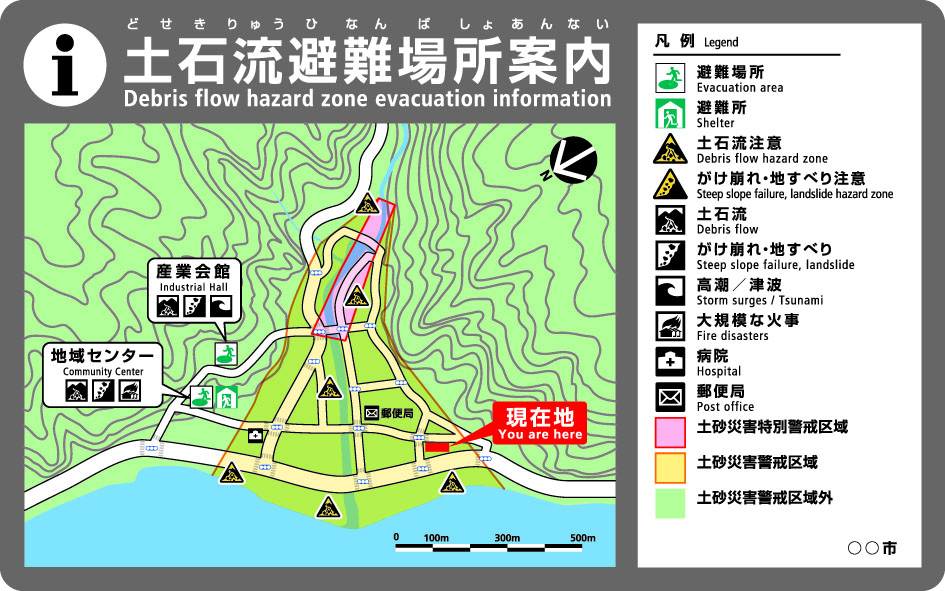 どせきりゅうひなんばしょあんない
i
土石流避難場所案内
Debris flow hazard zone evacuation information
N
産業会館
Industrial Hall
地域センター
Community Center
郵便局
現在地
You are here
0 100m 300m 500m
凡 例 Legend
避難場所
Evacuation area
避難所
Shelter
土石流注意
Debris flow hazard zone
がけ崩れ・地すべり注意
Steep slope failure, landslide hazard zone
土石流
Debris flow
がけ崩れ・地すべり
Steep slope failure, landslide
高潮／津波
Storm surges / Tsunami
大規模な火事
Fire disasters
病院
Hospital
郵便局
Post office
土砂災害特別警戒区域
土砂災害警戒区域
土砂災害警戒区域外
○○市